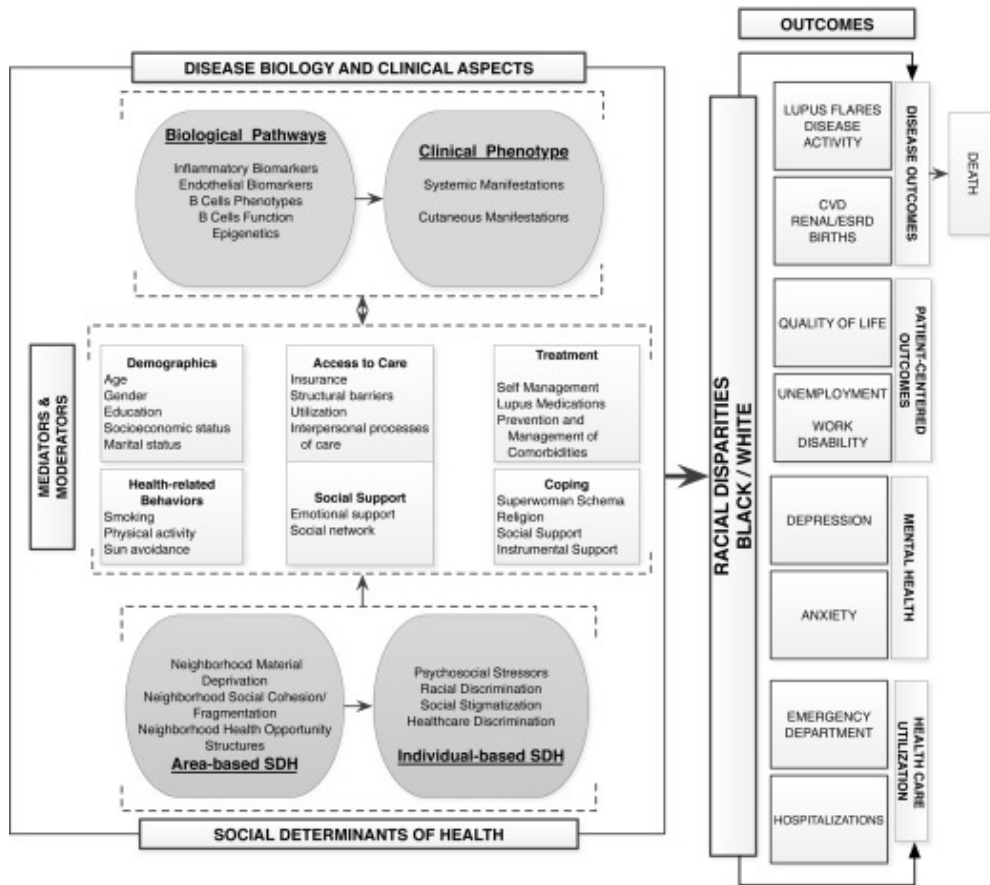 OUTCOMES
DISEASE BIOLOGY AND CLINICAL ASPECTS
Biological Pathways
Inflammatory Biomarkers
Endothelial Biomarkers
B Cells Phenotypes
B Cells Function
Epigenetics
Clinical Phenotype
Systemic Manifestations
Cutaneous Manifestations
MEDIATORS &
MODERATORS
Demographics
Age
Gender
Education
Socioeconomic status
Marital status
Access to Care
Insurance
Structural barriers
Utilization
Interpersonal processes
of care
Treatment
Self Management
Lupus Medications
Prevention and
Management of
Comorbidities
Health-related
Behaviors
Smoking
Physical activity
Sun avoidance
Social Support
Emotional support
Social network
Coping
Superwoman Schema
Religion
Social Support
Instrumental Support
Neighborhood Material
Deprivation
Neighborhood Social Cohesion/
Fragmentation
Neighborhood Health Opportunity
Structures
Area-based SDH
Psychosocial Stressors
Racial Discrimination
Social Stigmatization
Healthcare Discrimination
Individual-based SDH
SOCIAL DETERMINANTS OF HEALTH
RACIAL DISPARITIES
BLACK / WHITE
LUPUS FLARES
DISEASE
ACTIVITY
CVD
RENAL/ESRD
BIRTHS
DISEASE OUTCOMES
DEATH
QUALITY OF LIFE
UNEMPLOYMENT
WORK
DISABILITY
PATIENT-CENTERED
OUTCOMES
DEPRESSION
ANXIETY
MENTAL HEALTH
EMERGENCY
DEPARTMENT
HOSPITALIZATIONS
HEALTH CARE
UTILIZATION